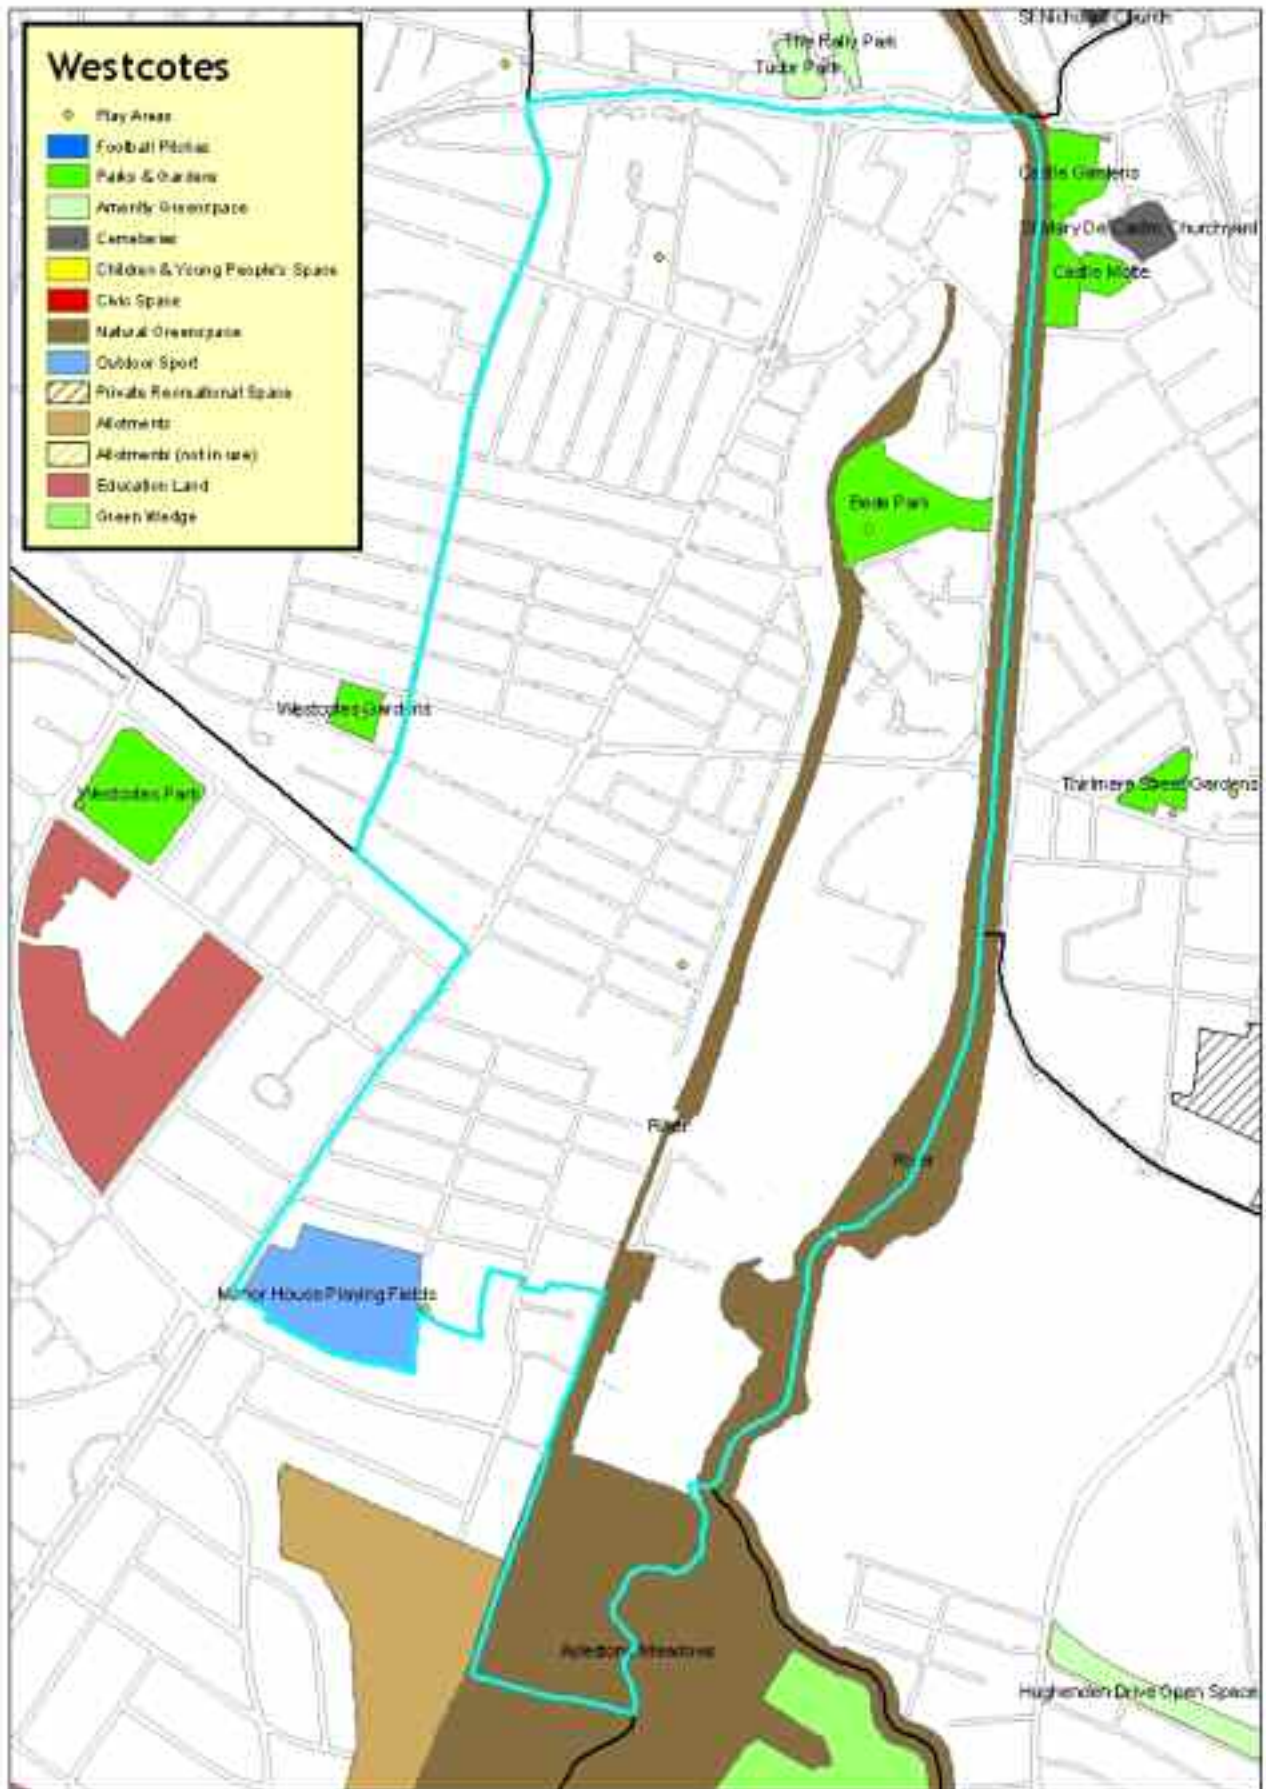 Westcotes
Play Areas
Football Pitches
Parks & Gardens
Amenity Greenspace
Cemeteries
Children & Young People's Space
Civic Space
Natural Greenspace
Outdoor Sport
Private Recreational Space
Allotments
Allotments (not in use)
Education Land
Green Wedge
St Nicholas Church
The Rally Park
Tudor Park
Castle Gardens
St Mary De Castro Churchyard
Castle Motte
Bede Park
Westcotes Gardens
Westcotes Park
Thirlmere Street Gardens
River
River
Manor House Playing Fields
Aylestone Meadows
Hughenden Drive Open Space